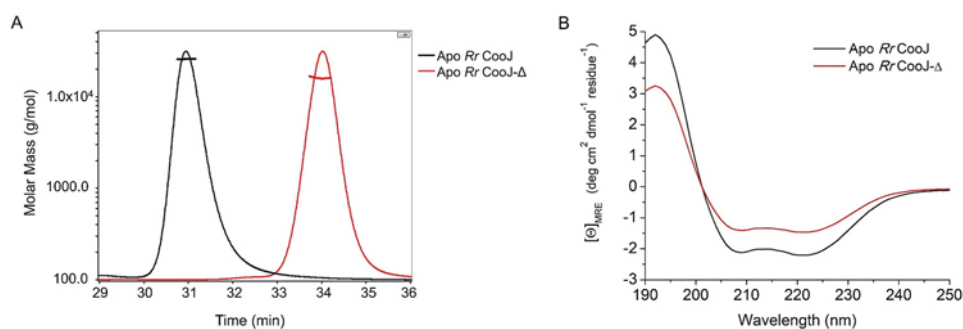 A
Molar Mass (g/mol)
1.0x10⁴
1000.0
100.0
29 30 31 32 33 34 35 36
Time (min)
Apo Rr CooJ
Apo Rr CooJ-Δ
B
[Θ]MRE (deg cm² dmol⁻¹ residue⁻¹)
5
4
3
2
1
0
-1
-2
-3
190 200 210 220 230 240 250
Wavelength (nm)
Apo Rr CooJ
Apo Rr CooJ-Δ